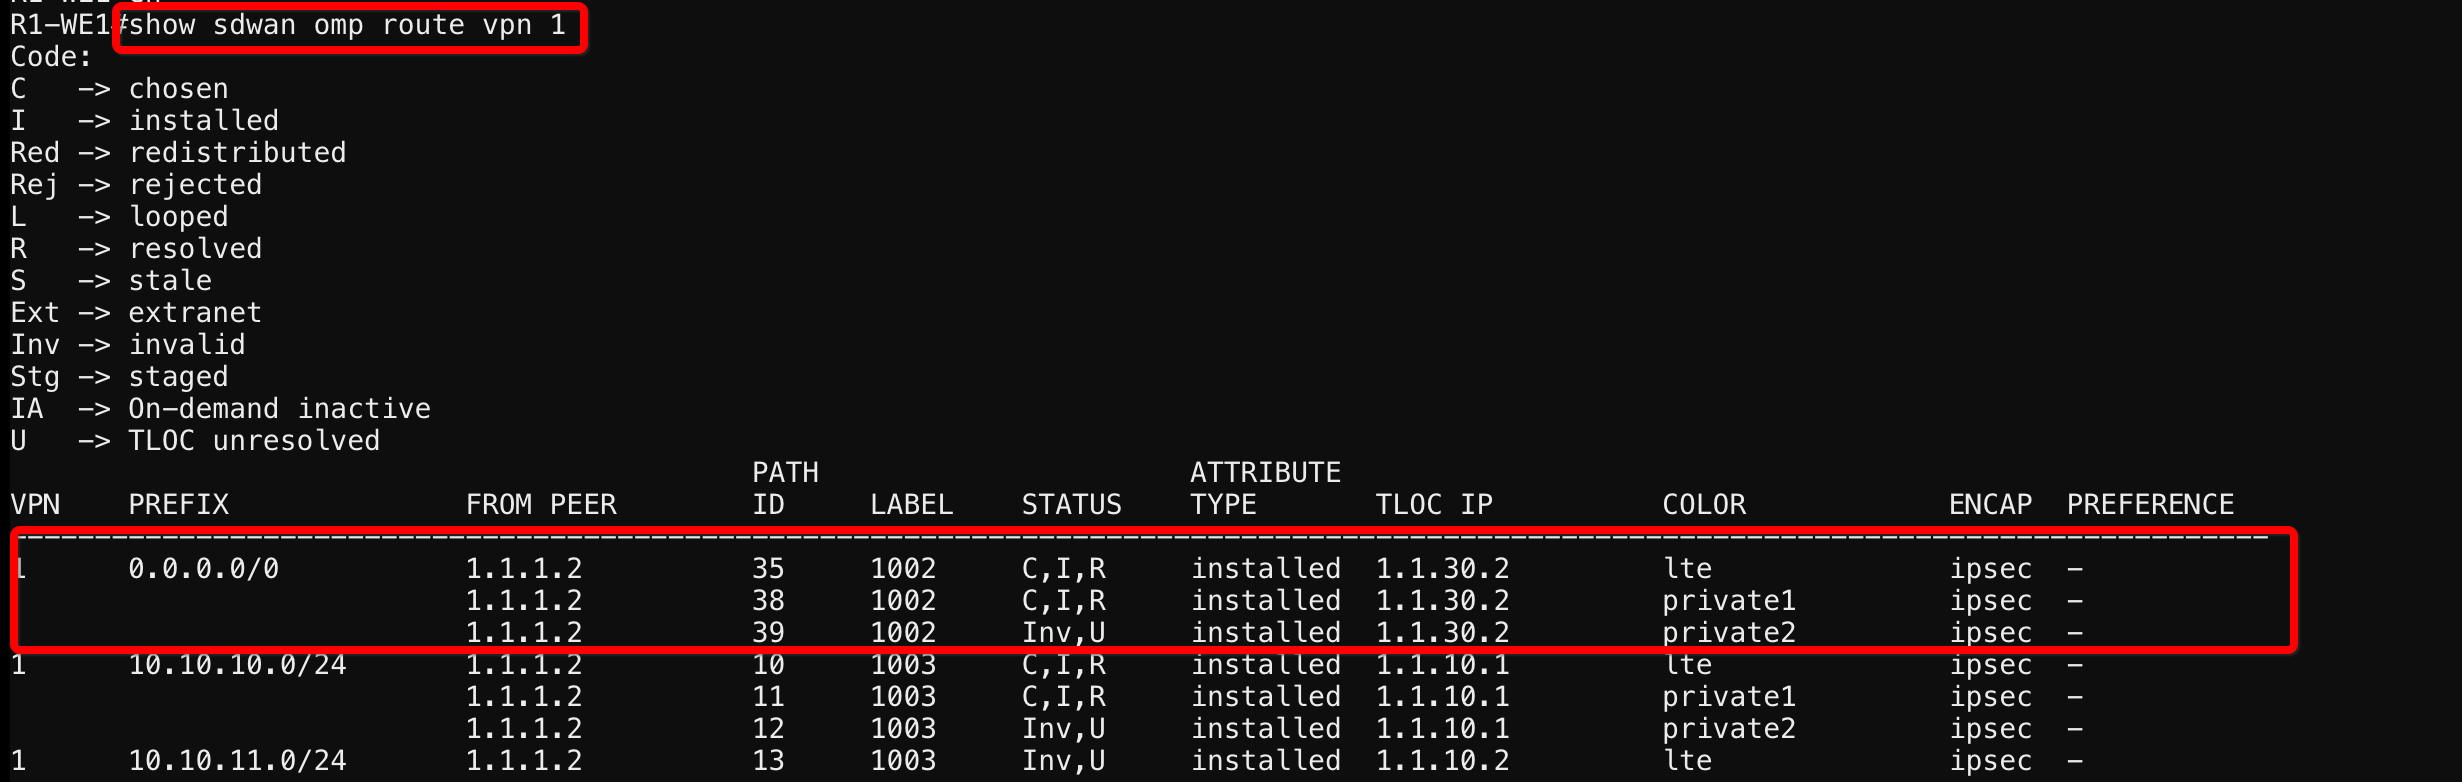 R1-WE1#show sdwan omp route vpn 1
Code:
C   -> chosen
I   -> installed
Red -> redistributed
Rej -> rejected
L   -> looped
R   -> resolved
S   -> stale
Ext -> extranet
Inv -> invalid
Stg -> staged
IA  -> On-demand inactive
U   -> TLOC unresolved
PATH ATTRIBUTE
VPN PREFIX FROM PEER ID LABEL STATUS TYPE TLOC IP COLOR ENCAP PREFERENCE
1 0.0.0.0/0 1.1.1.2 35 1002 C,I,R installed 1.1.30.2 lte ipsec -
1.1.1.2 38 1002 C,I,R installed 1.1.30.2 private1 ipsec -
1.1.1.2 39 1002 Inv,U installed 1.1.30.2 private2 ipsec -
1 10.10.10.0/24 1.1.1.2 10 1003 C,I,R installed 1.1.10.1 lte ipsec -
1.1.1.2 11 1003 C,I,R installed 1.1.10.1 private1 ipsec -
1.1.1.2 12 1003 Inv,U installed 1.1.10.1 private2 ipsec -
1 10.10.11.0/24 1.1.1.2 13 1003 Inv,U installed 1.1.10.2 lte ipsec -